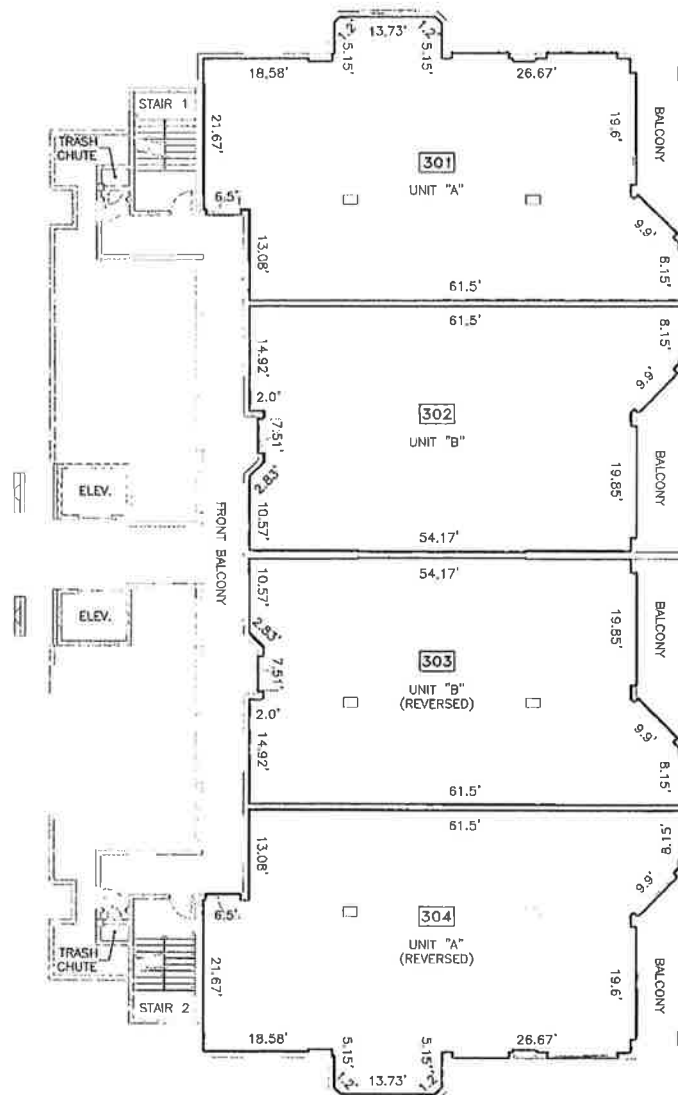 1.2'
13.73'
1.2'
5.15'
5.15'
18.58'
26.67'
STAIR 1
TRASH
CHUTE
21.67'
19.6'
BALCONY
301
UNIT "A"
6.5'
13.08'
9.9'
8.15'
61.5'
61.5'
8.15'
14.92'
9.9'
2.0'
302
UNIT "B"
7.51'
2.83'
19.85'
BALCONY
ELEV.
10.57'
54.17'
FRONT BALCONY
54.17'
10.57'
ELEV.
19.85'
BALCONY
2.83'
303
UNIT "B"
(REVERSED)
7.51'
2.0'
9.9'
14.92'
8.15'
61.5'
61.5'
8.15'
13.08'
9.9'
304
UNIT "A"
(REVERSED)
6.5'
TRASH
CHUTE
21.67'
19.6'
BALCONY
STAIR 2
18.58'
26.67'
5.15'
5.15'
1.2'
13.73'
1.2'